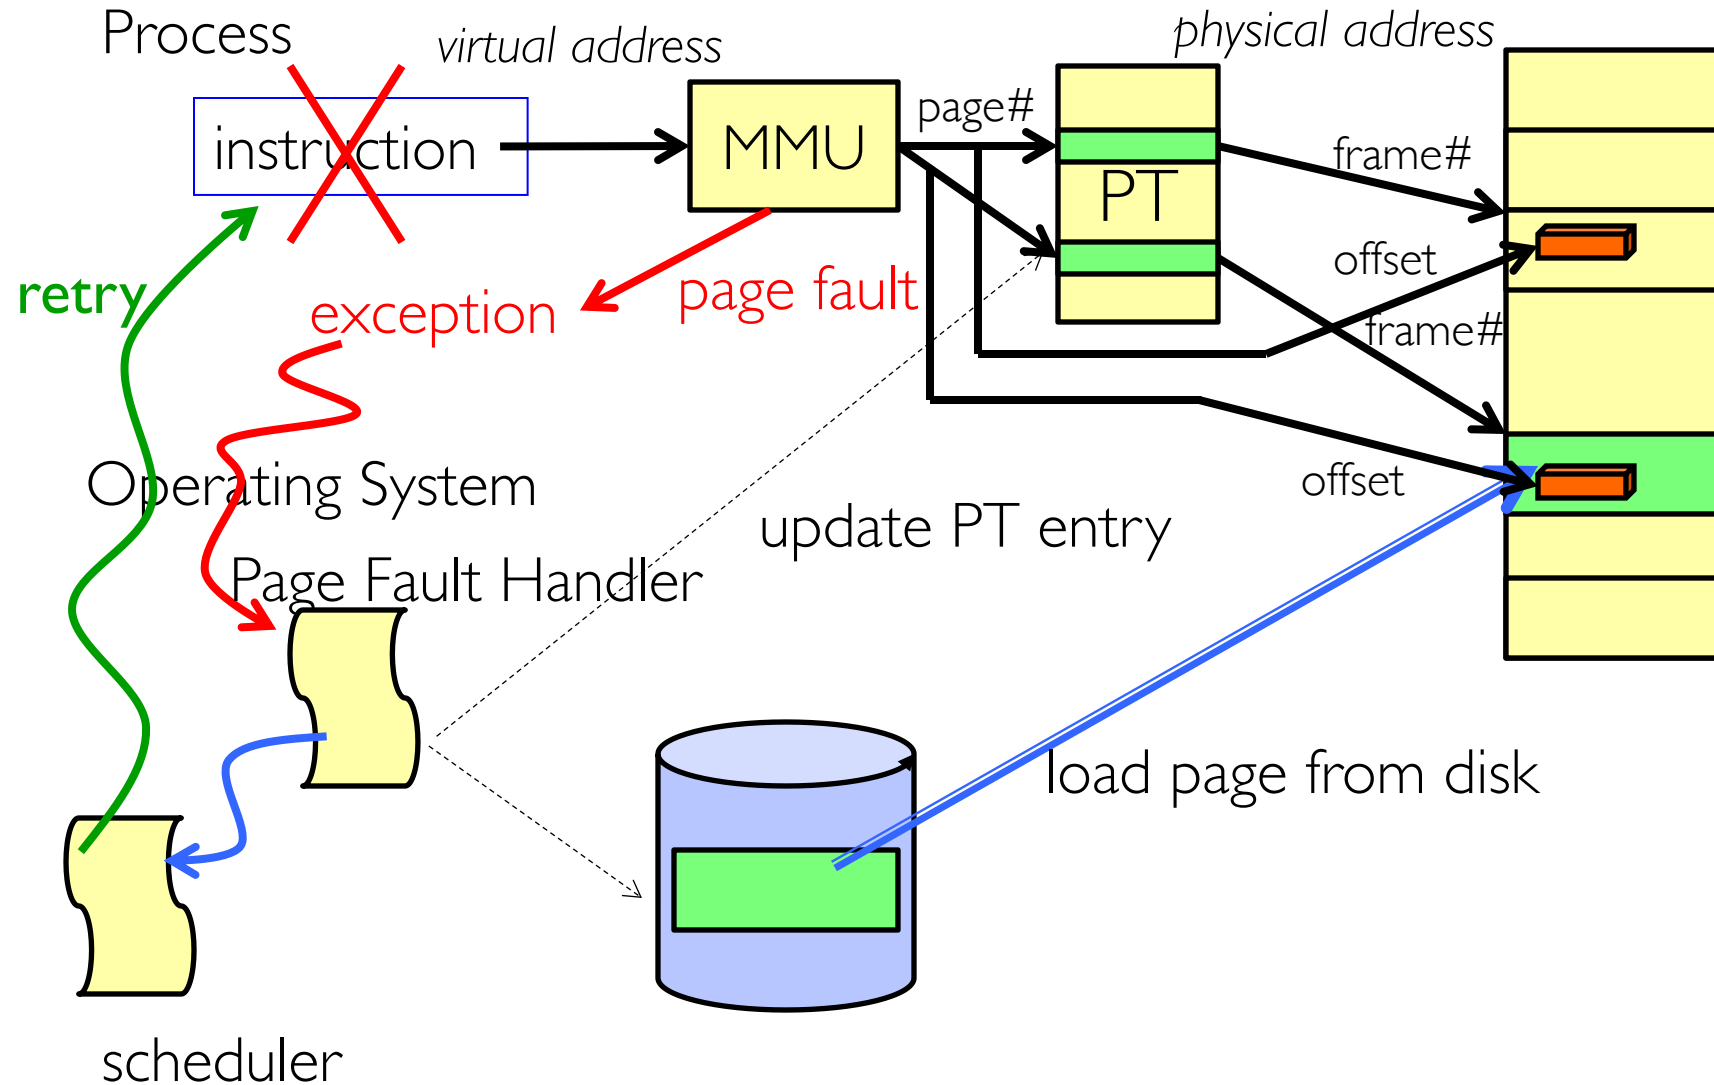 Process
virtual address
physical address
instruction
MMU
page#
PT
frame#
offset
retry
exception
page fault
frame#
Operating System
offset
update PT entry
Page Fault Handler
load page from disk
scheduler